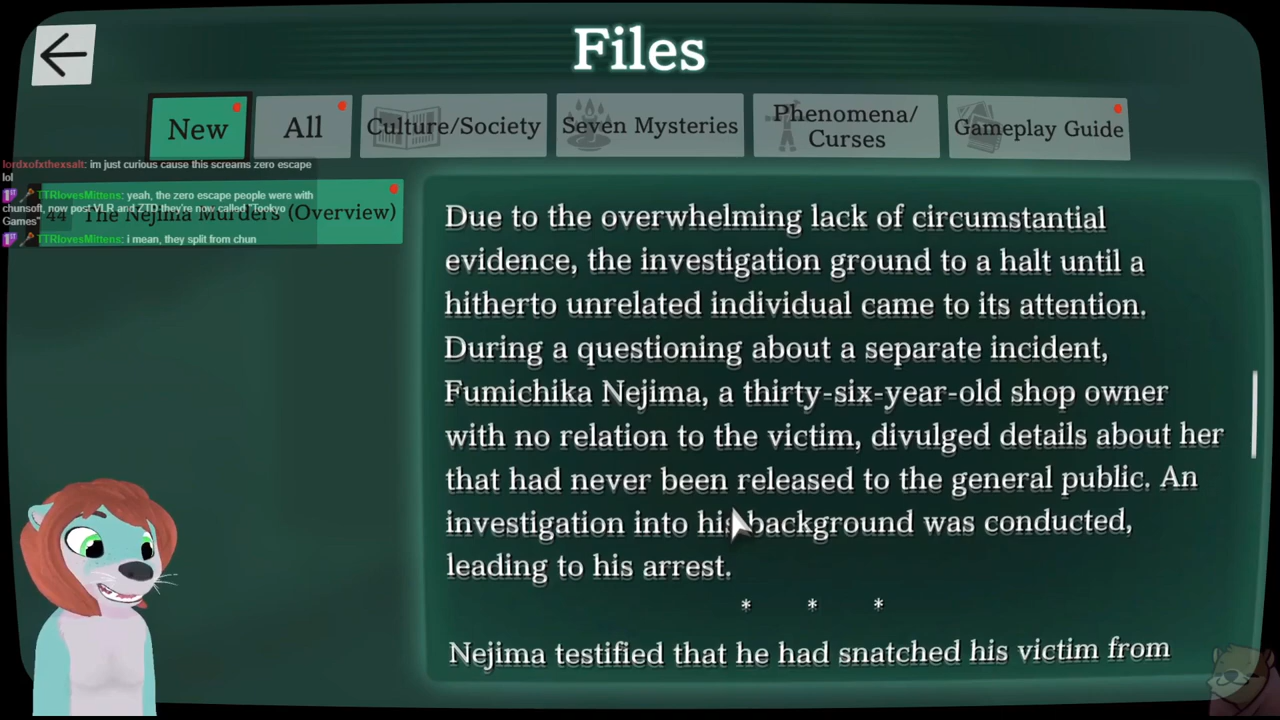 Files
New
All
Culture/Society
Seven Mysteries
Phenomena/
Curses
Gameplay Guide
lordxofxthexsalt: im just curious cause this screams zero escape
lol
TTRlovesMittens: yeah, the zero escape people were with
chunsoft, now post VLR and ZTD they're now called "Tookyo
Games"
TTRlovesMittens: i mean, they split from chun
44 The Nejima Murders (Overview)
Due to the overwhelming lack of circumstantial
evidence, the investigation ground to a halt until a
hitherto unrelated individual came to its attention.
During a questioning about a separate incident,
Fumichika Nejima, a thirty-six-year-old shop owner
with no relation to the victim, divulged details about her
that had never been released to the general public. An
investigation into his background was conducted,
leading to his arrest.
* * *
Nejima testified that he had snatched his victim from